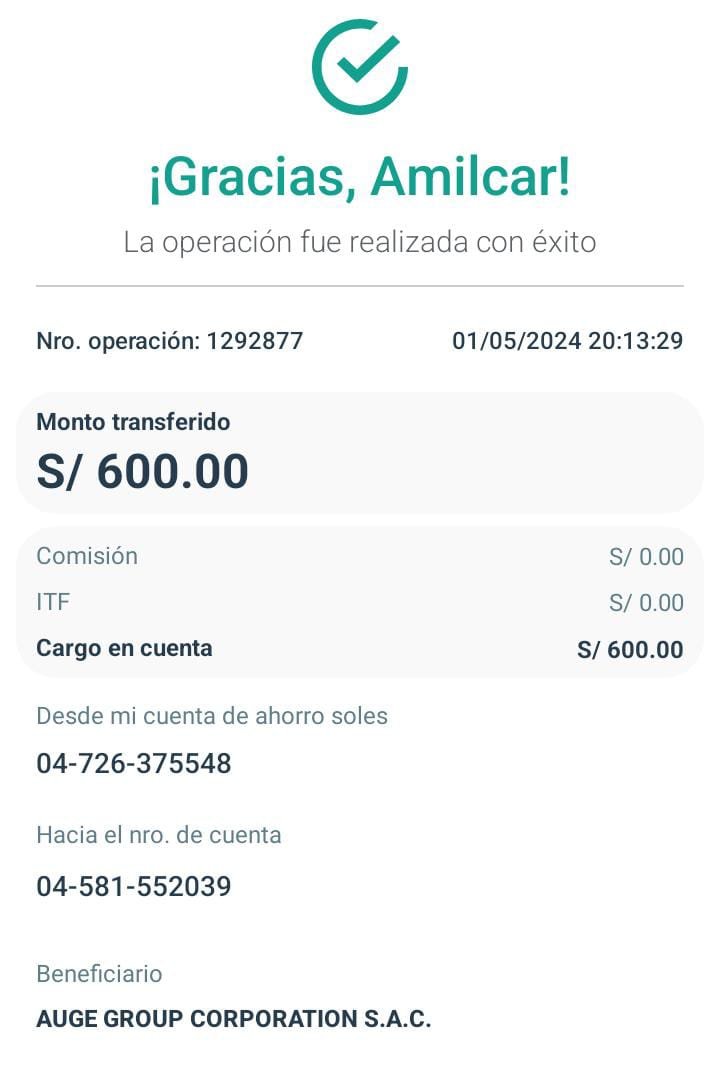 ¡Gracias, Amilcar!
La operación fue realizada con éxito
Nro. operación: 1292877 01/05/2024 20:13:29
Monto transferido
S/ 600.00
Comisión S/ 0.00
ITF S/ 0.00
Cargo en cuenta S/ 600.00
Desde mi cuenta de ahorro soles
04-726-375548
Hacia el nro. de cuenta
04-581-552039
Beneficiario
AUGE GROUP CORPORATION S.A.C.